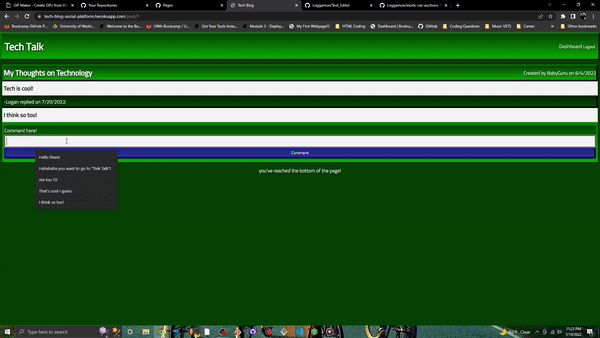 GIF Maker - Create GIFs from Vi
Your Repositories
Pages
Tech Blog
Loggamon/Text_Editor
Loggamon/exotic-car-auctions
tech-blog-social-platform.herokuapp.com/post/1
Bootcamp GitHub
University of Washi
Welcome to the Bo
UWA-Bootcamp / U
Get Your Tools Insta
Module 3 - Develop
My First Webpage!!!
HTML Coding
Dashboard | Bootca
GitHub
Coding Courses
Music VSTS
Career
Other bookmarks
Tech Talk
Dashboard Logout
My Thoughts on Technology
Created by BabyGuru on 6/4/2022
Tech is cool!
-Logan replied on 7/20/2022:
I think so too!
Comment here!
Comment
Hello there!
Hahahaha you want to go to "Trek Talk"!
me too !!!
That's cool i guess
I think so too!
you've reached the bottom of the page!
Type here to search
Clear
11:23 PM
7/19/2022